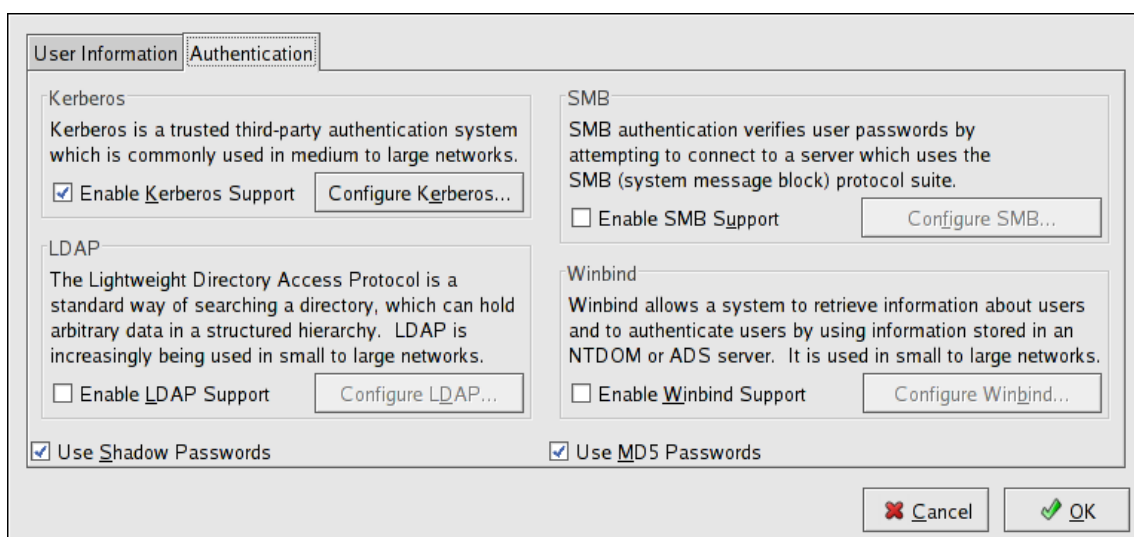 User Information
Authentication
Kerberos
Kerberos is a trusted third-party authentication system
which is commonly used in medium to large networks.
Enable Kerberos Support
Configure Kerberos...
LDAP
The Lightweight Directory Access Protocol is a
standard way of searching a directory, which can hold
arbitrary data in a structured hierarchy. LDAP is
increasingly being used in small to large networks.
Enable LDAP Support
Configure LDAP...
SMB
SMB authentication verifies user passwords by
attempting to connect to a server which uses the
SMB (system message block) protocol suite.
Enable SMB Support
Configure SMB...
Winbind
Winbind allows a system to retrieve information about users
and to authenticate users by using information stored in an
NTDOM or ADS server. It is used in small to large networks.
Enable Winbind Support
Configure Winbind...
Use Shadow Passwords
Use MD5 Passwords
Cancel
OK